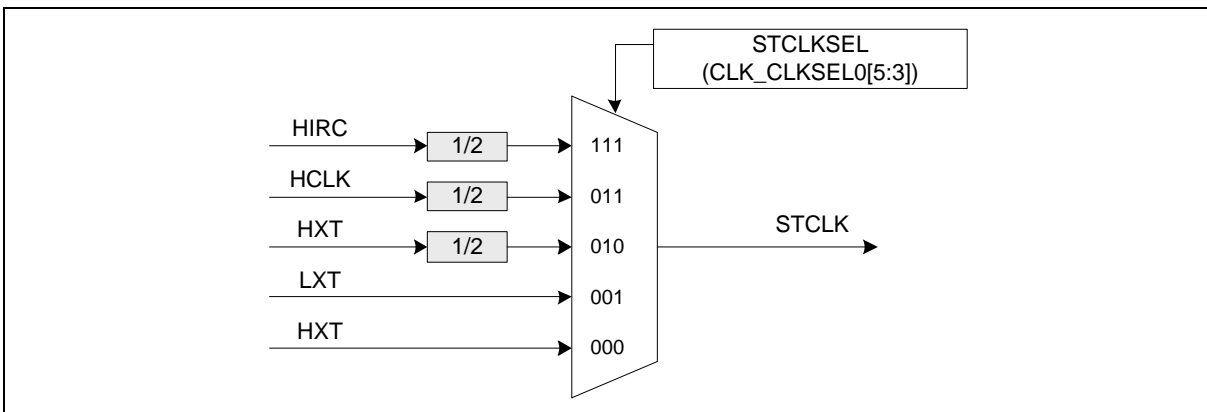 STCLKSEL
(CLK_CLKSEL0[5:3])
HIRC
1/2
111
HCLK
1/2
011
HXT
1/2
010
STCLK
LXT
001
HXT
000